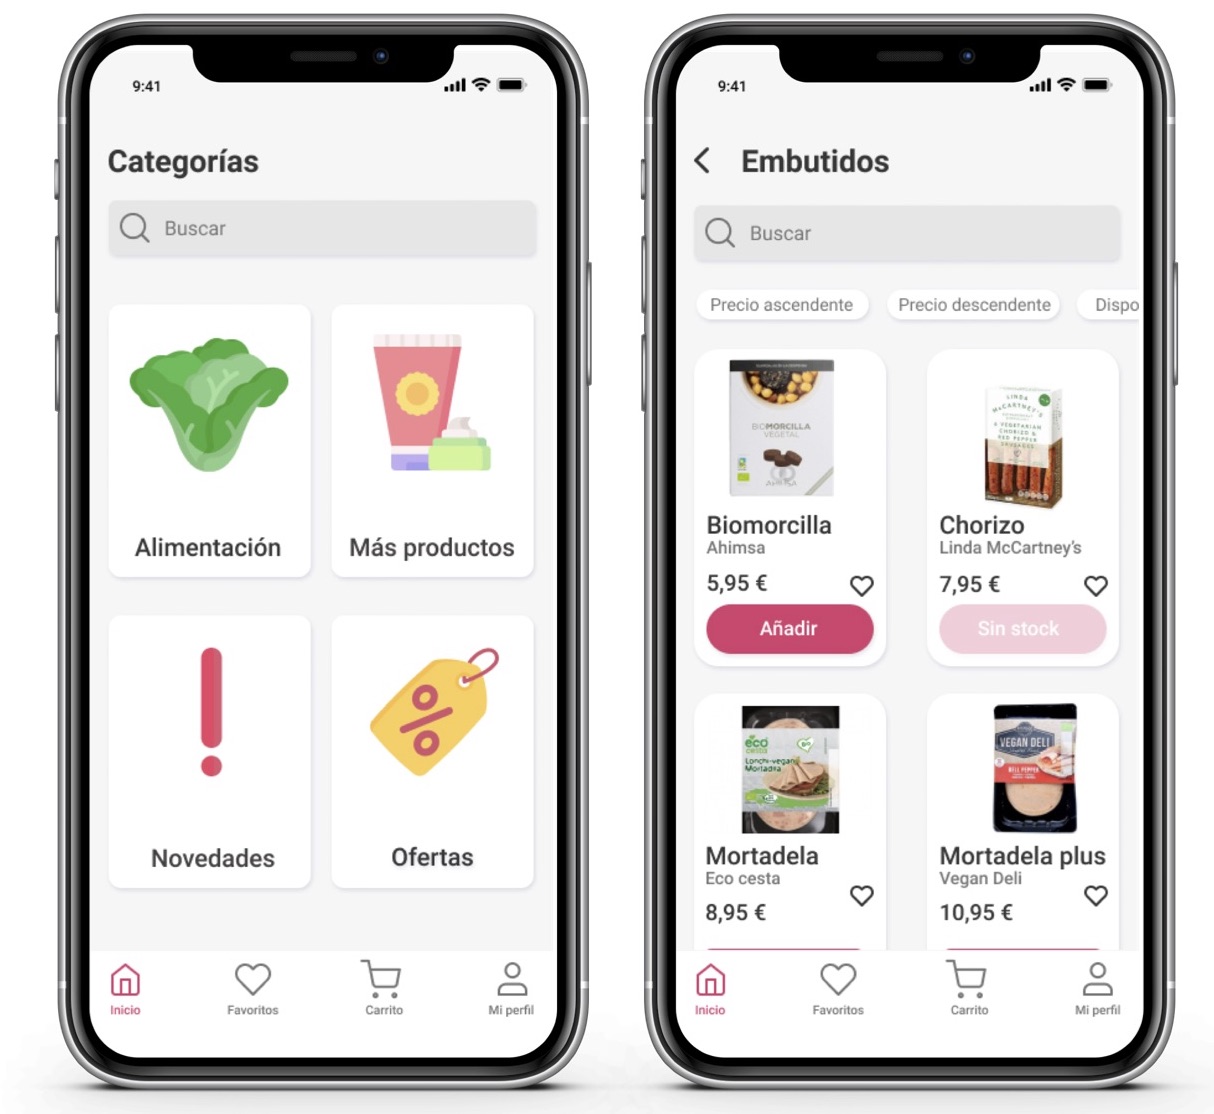 9:41
Categorías
Buscar
Alimentación
Más productos
Novedades
Ofertas
Inicio
Favoritos
Carrito
Mi perfil
9:41
Embutidos
Buscar
Precio ascendente
Precio descendente
Dispo
BIOMORCILLA
VEGETAL
LINDA
McCARTNEY'S
6 VEGETARIAN
CHORIZO &
RED PEPPER
SAUSAGES
Biomorcilla
Ahimsa
5,95 €
Añadir
Chorizo
Linda McCartney's
7,95 €
Sin stock
eco
cesta
Lonchi-vegan
Mortadela
VEGAN DELI
BELL PEPPER
Mortadela
Eco cesta
8,95 €
Mortadela plus
Vegan Deli
10,95 €
Inicio
Favoritos
Carrito
Mi perfil